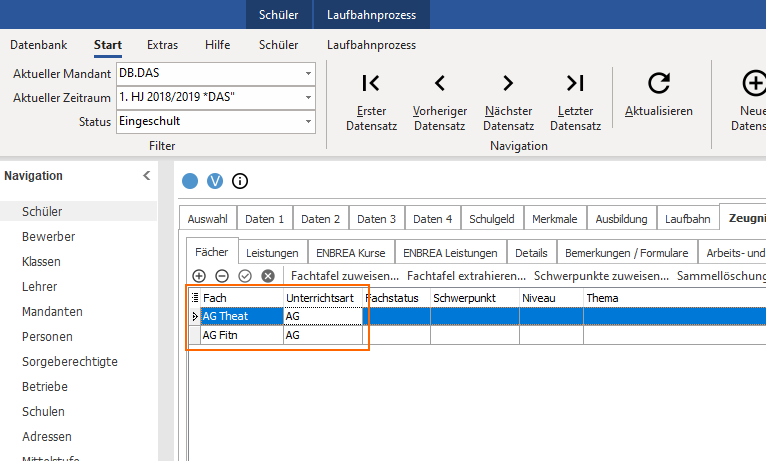 Schüler Laufbahnprozess
Datenbank Start Extras Hilfe Schüler Laufbahnprozess
Aktueller Mandant DB.DAS
Aktueller Zeitraum 1. HJ 2018/2019 *DAS"
Status Eingeschult
Filter
Erster Datensatz
Vorheriger Datensatz
Nächster Datensatz
Letzter Datensatz
Aktualisieren
Neue
Datens
Navigation
Navigation
Schüler
Bewerber
Klassen
Lehrer
Mandanten
Personen
Sorgeberechtigte
Betriebe
Schulen
Adressen
Mittelstufe
V
Auswahl Daten 1 Daten 2 Daten 3 Daten 4 Schulgeld Merkmale Ausbildung Laufbahn Zeugni
Fächer Leistungen ENBREA Kurse ENBREA Leistungen Details Bemerkungen / Formulare Arbeits- und
Fachtafel zuweisen... Fachtafel extrahieren... Schwerpunkte zuweisen... Sammellöschung
Fach Unterrichtsart Fachstatus Schwerpunkt Niveau Thema
AG Theat AG
AG Fitn AG